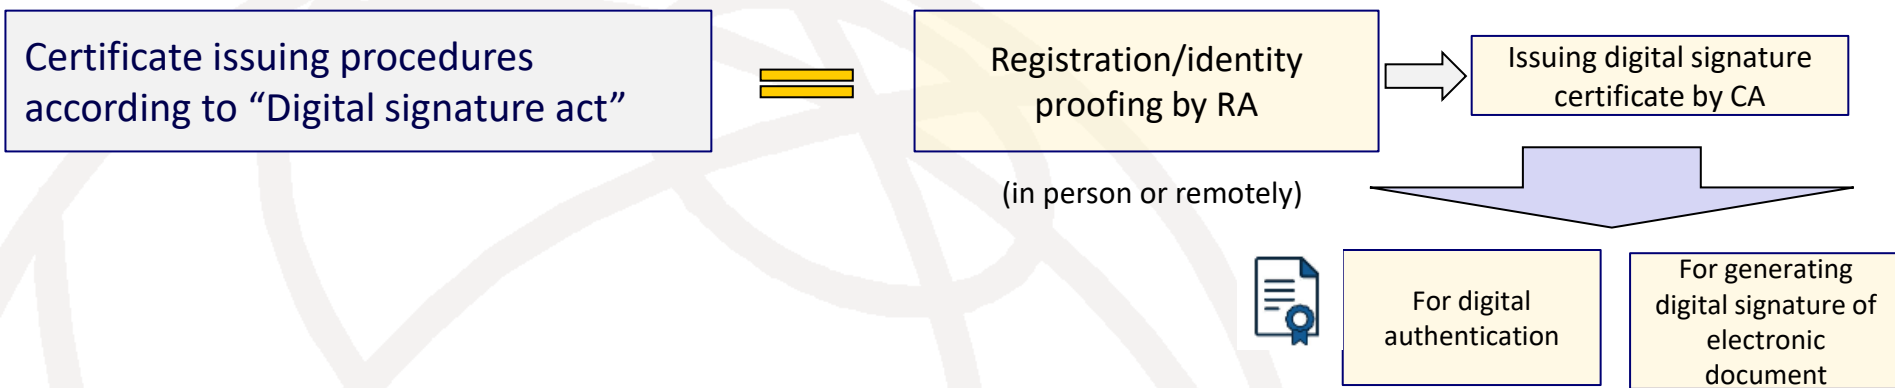 Certificate issuing procedures
according to “Digital signature act”
Registration/identity
proofing by RA
(in person or remotely)
Issuing digital signature
certificate by CA
For digital
authentication
For generating
digital signature of
electronic
document